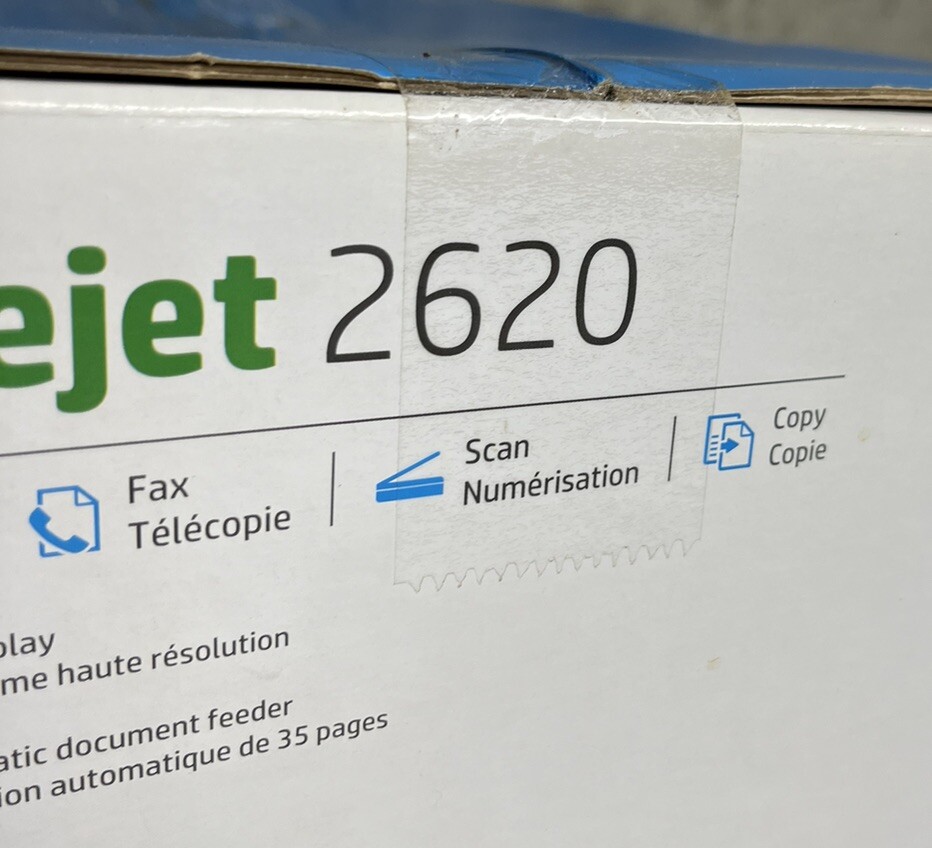 ejet 2620
Fax
Télécopie
Scan
Numérisation
Copy
Copie
play
me haute résolution
atic document feeder
ion automatique de 35 pages